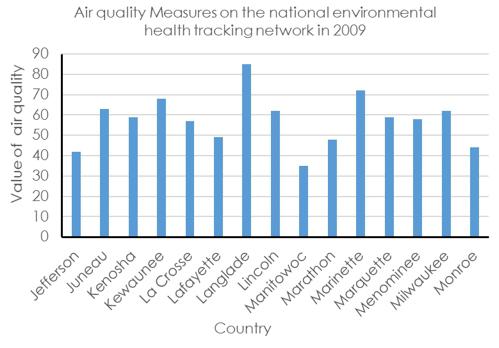 Air quality Measures on the national environmental
health tracking network in 2009
Value of air quality
90
80
70
60
50
40
30
20
10
0
Jefferson
Juneau
Kenosha
Kewaunee
La Crosse
Lafayette
Langlade
Lincoln
Manitowoc
Marathon
Marinette
Marquette
Menominee
Milwaukee
Monroe
Country